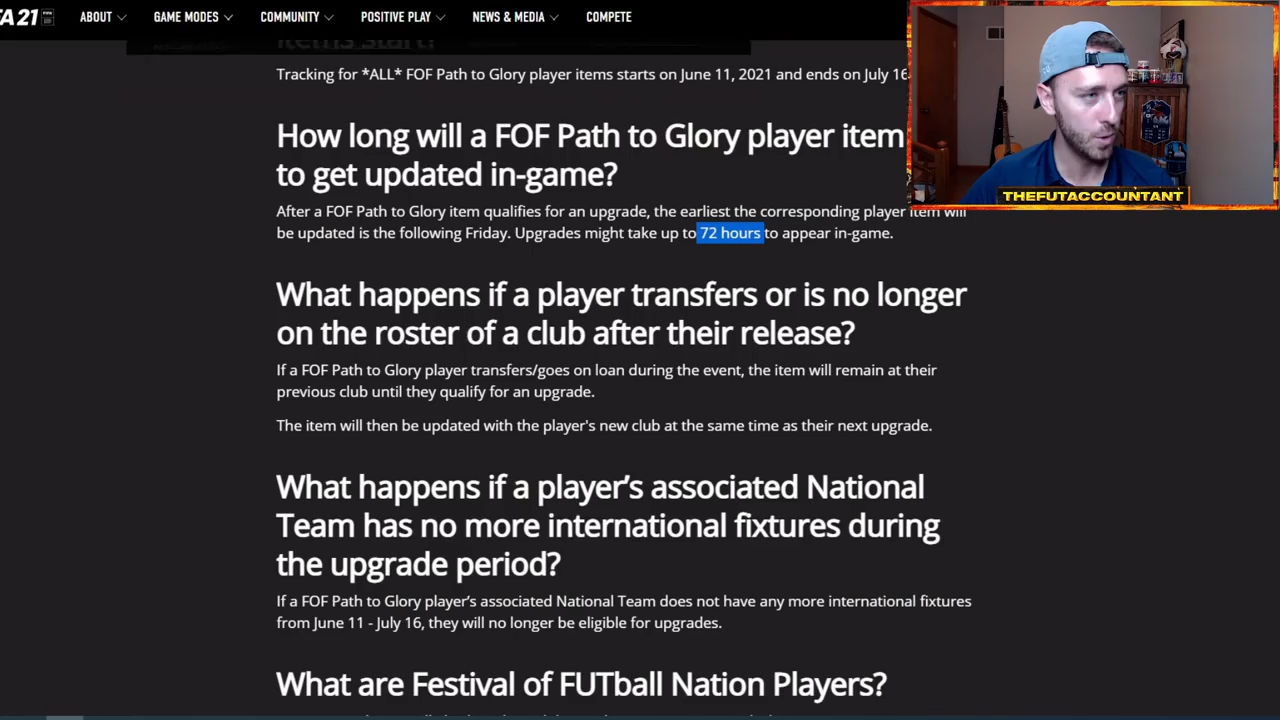 FA 21
ABOUT
GAME MODES
COMMUNITY
POSITIVE PLAY
NEWS & MEDIA
COMPETE
items start?
Tracking for *ALL* FOF Path to Glory player items starts on June 11, 2021 and ends on July 16
How long will a FOF Path to Glory player item
to get updated in-game?
After a FOF Path to Glory item qualifies for an upgrade, the earliest the corresponding player item will
be updated is the following Friday. Upgrades might take up to 72 hours to appear in-game.
THEFUTACCOUNTANT
What happens if a player transfers or is no longer
on the roster of a club after their release?
If a FOF Path to Glory player transfers/goes on loan during the event, the item will remain at their
previous club until they qualify for an upgrade.
The item will then be updated with the player's new club at the same time as their next upgrade.
What happens if a player’s associated National
Team has no more international fixtures during
the upgrade period?
If a FOF Path to Glory player’s associated National Team does not have any more international fixtures
from June 11 - July 16, they will no longer be eligible for upgrades.
What are Festival of FUTball Nation Players?